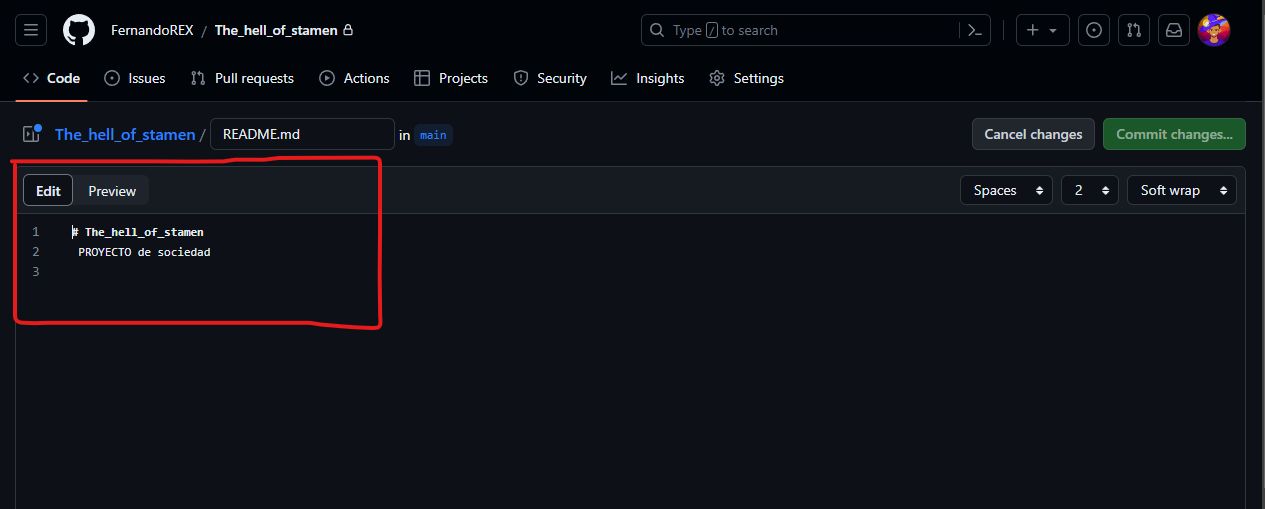 FernandoREX / The_hell_of_stamen
Type / to search
Code Issues Pull requests Actions Projects Security Insights Settings
The_hell_of_stamen / README.md in main
Cancel changes Commit changes...
Edit Preview
Spaces 2 Soft wrap
1 # The_hell_of_stamen
2 PROYECTO de sociedad
3